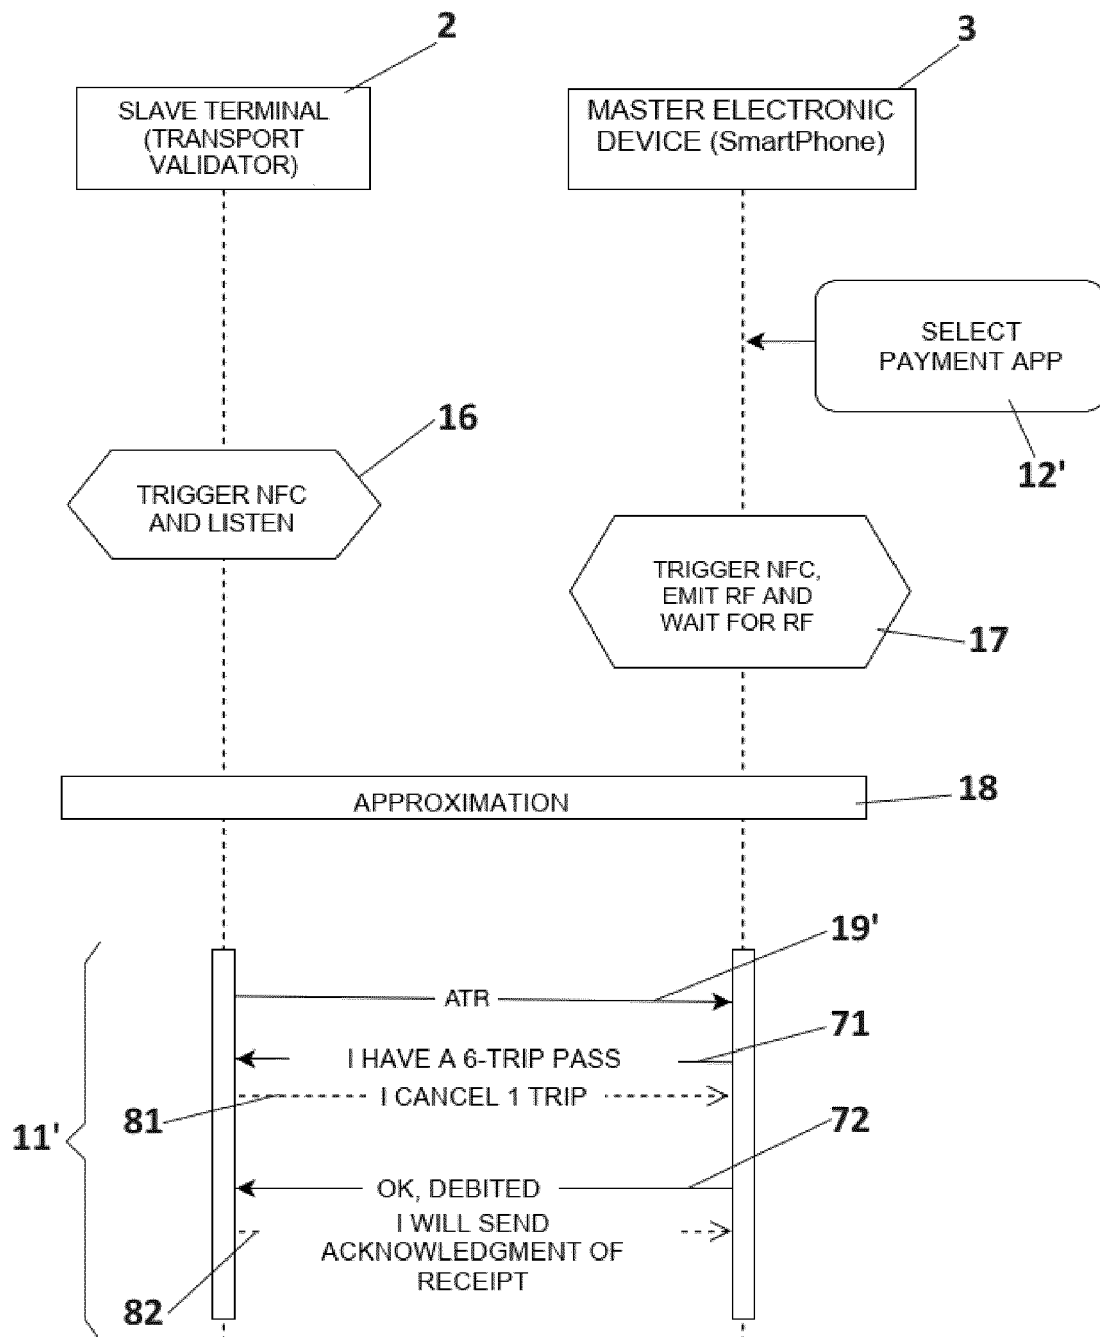 2
3
SLAVE TERMINAL
(TRANSPORT
VALIDATOR)
MASTER ELECTRONIC
DEVICE (SmartPhone)
SELECT
PAYMENT APP
12'
16
TRIGGER NFC
AND LISTEN
TRIGGER NFC,
EMIT RF AND
WAIT FOR RF
17
APPROXIMATION
18
19'
ATR
71
I HAVE A 6-TRIP PASS
I CANCEL 1 TRIP
81
72
11'
OK, DEBITED
I WILL SEND
ACKNOWLEDGMENT OF
RECEIPT
82